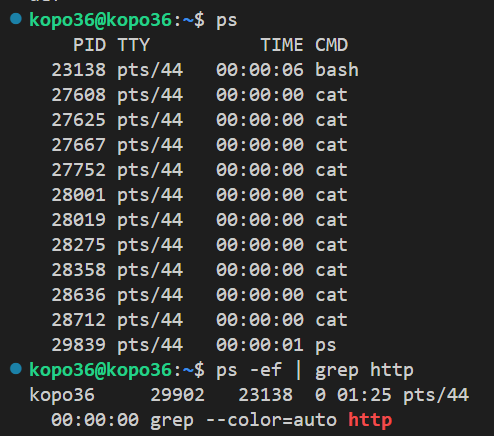 kopo36@kopo36:~$ ps
PID TTY TIME CMD
23138 pts/44 00:00:06 bash
27608 pts/44 00:00:00 cat
27625 pts/44 00:00:00 cat
27667 pts/44 00:00:00 cat
27752 pts/44 00:00:00 cat
28001 pts/44 00:00:00 cat
28019 pts/44 00:00:00 cat
28275 pts/44 00:00:00 cat
28358 pts/44 00:00:00 cat
28636 pts/44 00:00:00 cat
28712 pts/44 00:00:00 cat
29839 pts/44 00:00:01 ps
kopo36@kopo36:~$ ps -ef | grep http
kopo36 29902 23138 0 01:25 pts/44
00:00:00 grep --color=auto http